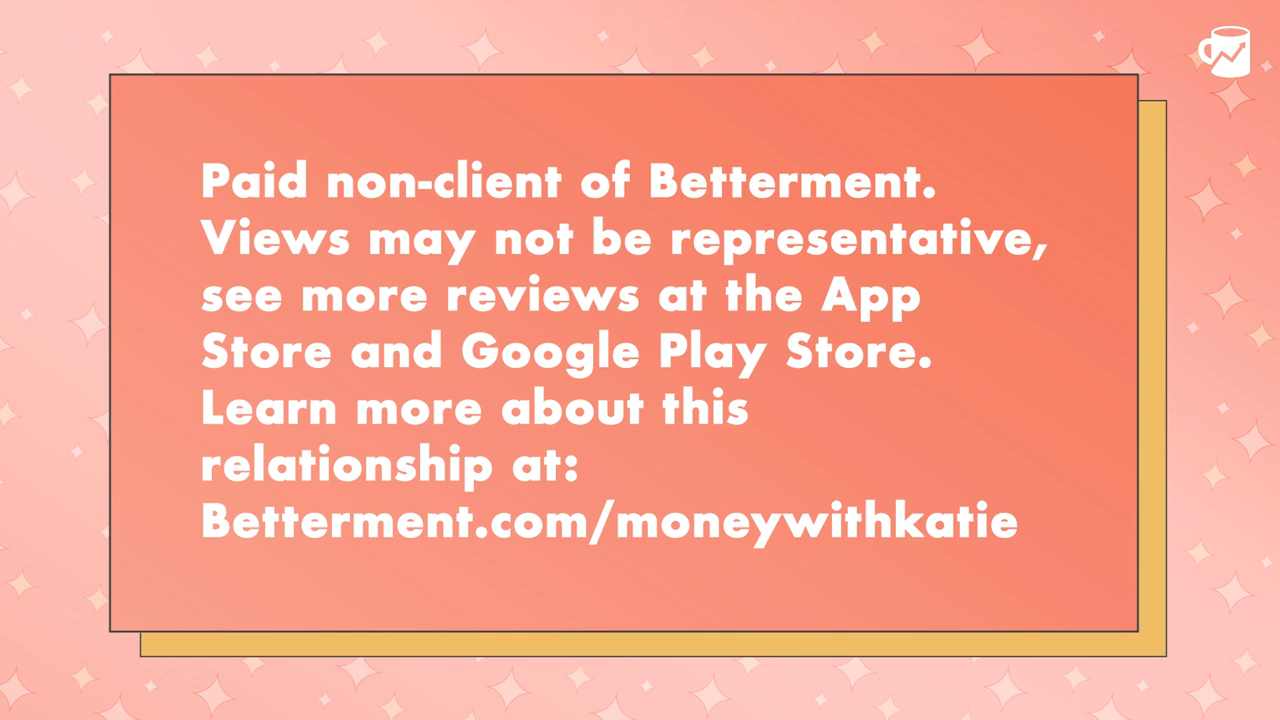 Paid non-client of Betterment.
Views may not be representative,
see more reviews at the App
Store and Google Play Store.
Learn more about this
relationship at:
Betterment.com/moneywithkatie